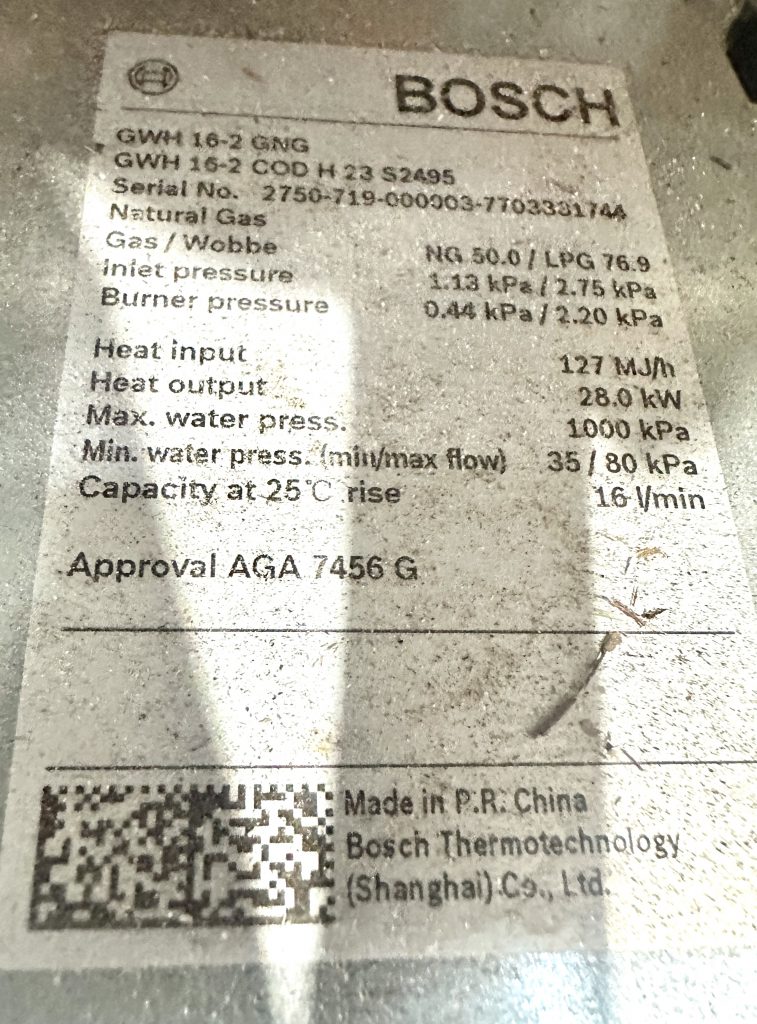 BOSCH
GWH 16-2 GNG
GWH 16-2 COD H 23 S2495
Serial No. 2750-719-000003-7703331744
Natural Gas
Gas / Wobbe NG 50.0 / LPG 76.9
Inlet pressure 1.13 kPa / 2.75 kPa
Burner pressure 0.44 kPa / 2.20 kPa
Heat input 127 MJ/h
Heat output 28.0 kW
Max. water press. 1000 kPa
Min. water press. (min/max flow) 35 / 80 kPa
Capacity at 25°C rise 16 l/min
Approval AGA 7456 G
Made in P.R. China
Bosch Thermotechnology
(Shanghai) Co., Ltd.